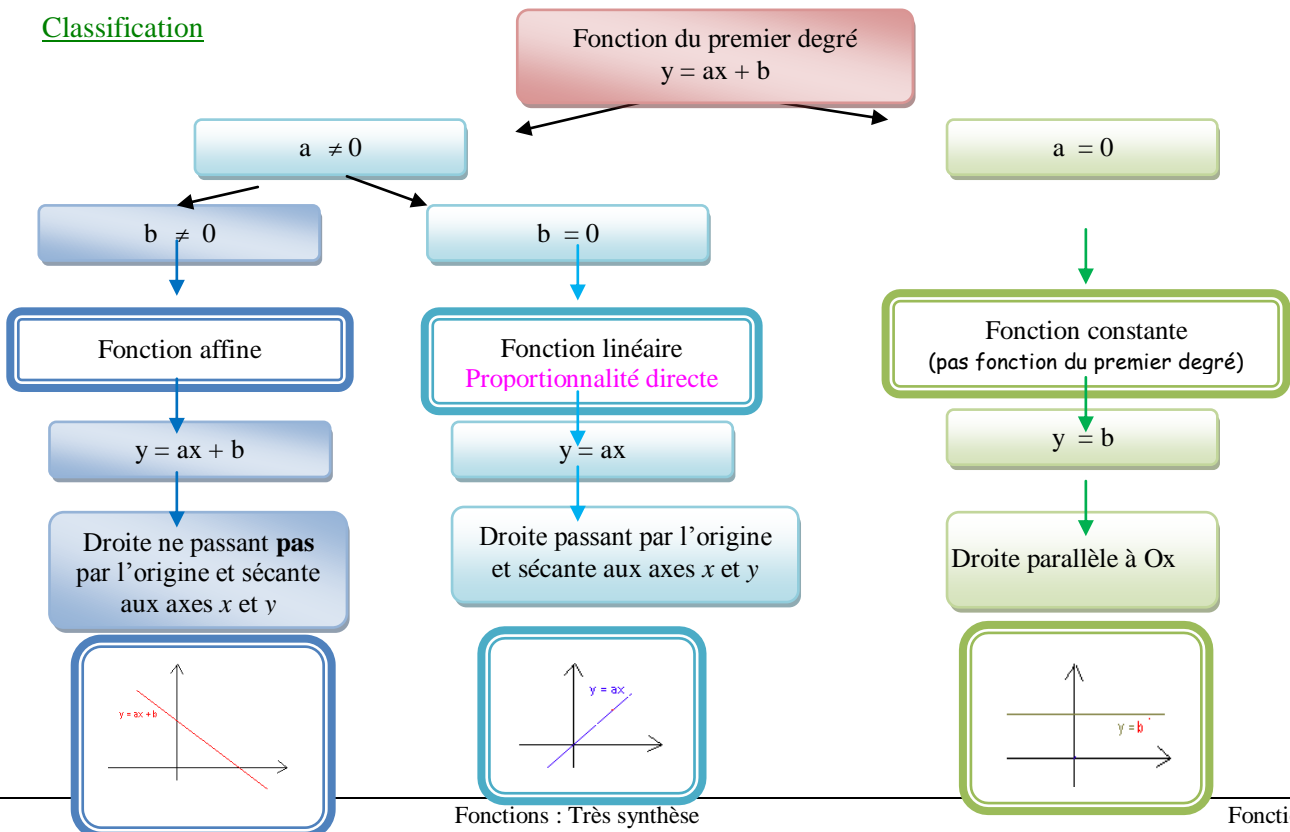 Classification
Fonction du premier degré
y = ax + b
a ≠ 0
a = 0
b ≠ 0
b = 0
Fonction affine
Fonction linéaire
Proportionnalité directe
Fonction constante
(pas fonction du premier degré)
y = ax + b
y = ax
y = b
Droite ne passant pas
par l’origine et sécante
aux axes x et y
Droite passant par l’origine
et sécante aux axes x et y
Droite parallèle à Ox
y = ax + b
y = ax
y = b
Fonctions : Très synthèse
Foncti